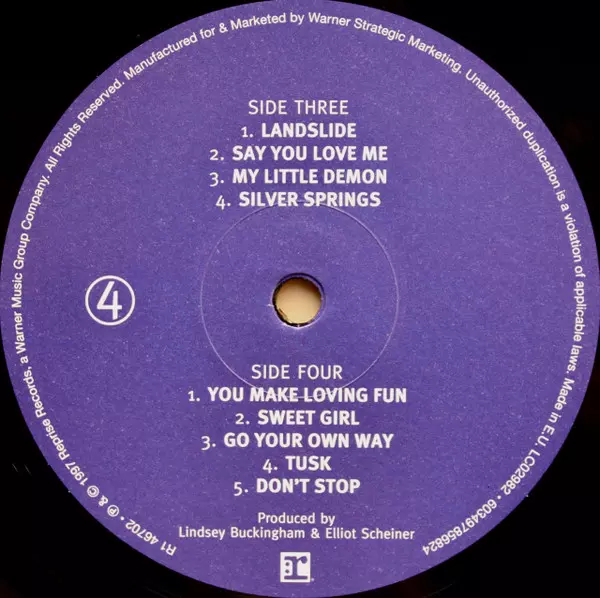 R1 46702 • ℗ & © 1997 Reprise Records, a Warner Music Group Company. All Rights Reserved. Manufactured for & Marketed by Warner Strategic Marketing. Unauthorized duplication is a violation of applicable laws. Made in E.U. LC02982 • 603497856824
SIDE THREE
1. LANDSLIDE
2. SAY YOU LOVE ME
3. MY LITTLE DEMON
4. SILVER SPRINGS
4
SIDE FOUR
1. YOU MAKE LOVING FUN
2. SWEET GIRL
3. GO YOUR OWN WAY
4. TUSK
5. DON'T STOP
Produced by
Lindsey Buckingham & Elliot Scheiner
r